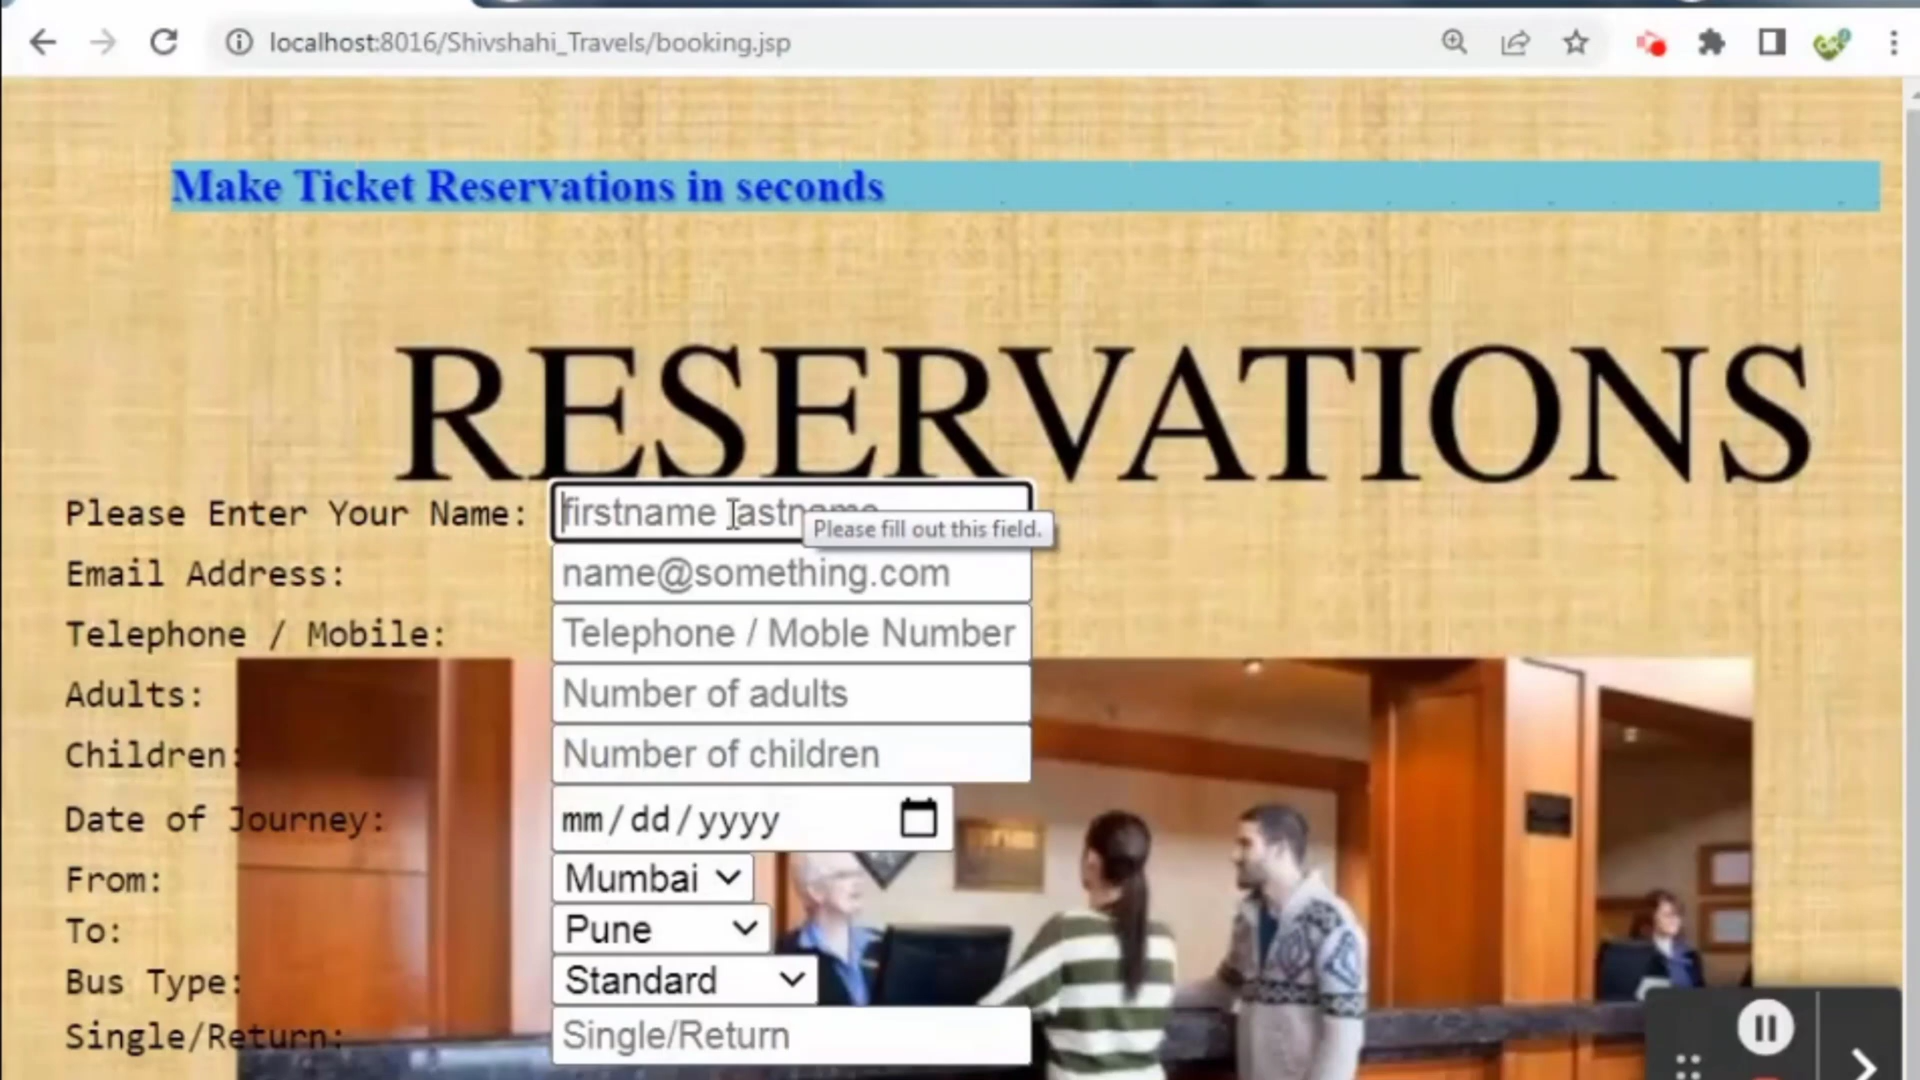 localhost:8016/Shivshahi_Travels/booking.jsp
Make Ticket Reservations in seconds
RESERVATIONS
Please Enter Your Name: firstname lastname
Please fill out this field.
Email Address: name@something.com
Telephone / Mobile: Telephone / Moble Number
Adults: Number of adults
Children: Number of children
Date of Journey: mm/dd/yyyy
From: Mumbai
To: Pune
Bus Type: Standard
Single/Return: Single/Return